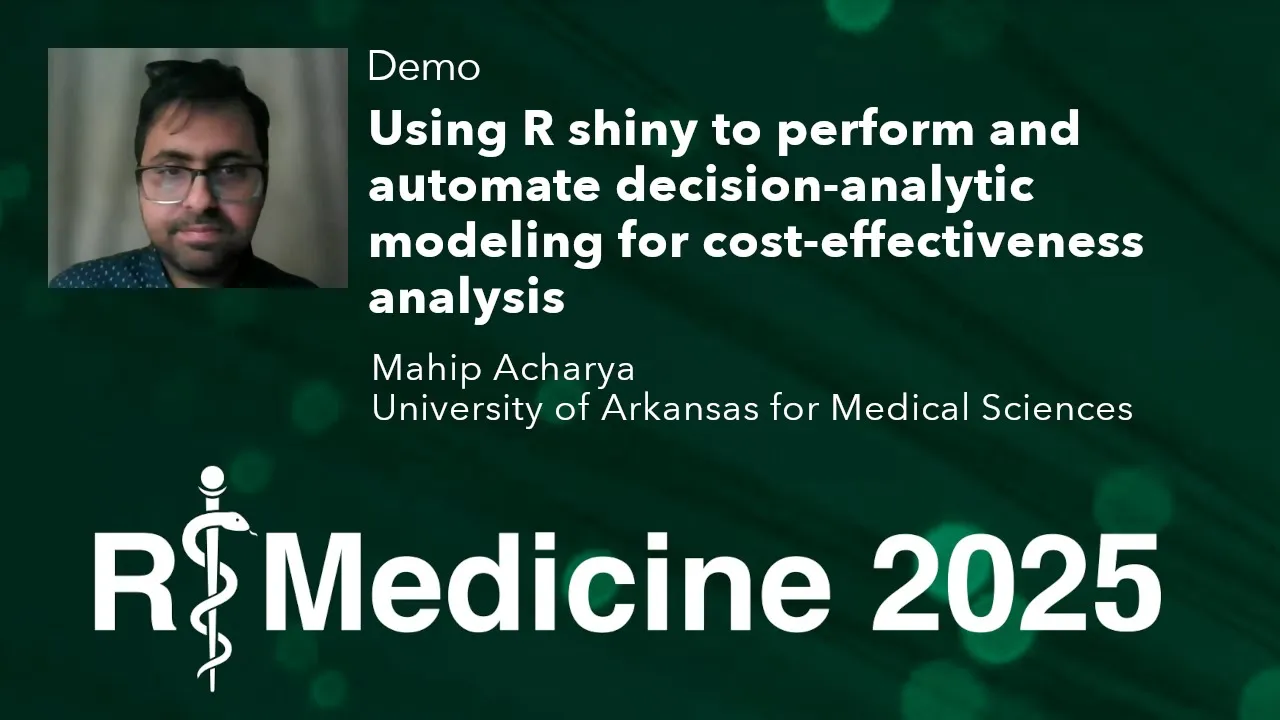 Demo
Using R shiny to perform and
automate decision-analytic
modeling for cost-effectiveness
analysis
Mahip Acharya
University of Arkansas for Medical Sciences
R Medicine 2025